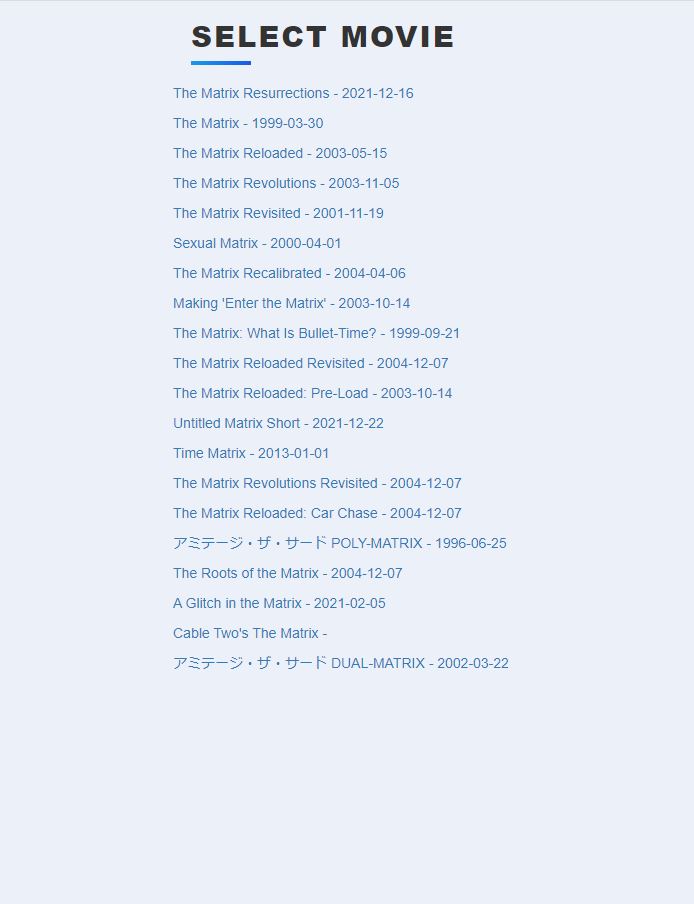 SELECT MOVIE
The Matrix Resurrections - 2021-12-16
The Matrix - 1999-03-30
The Matrix Reloaded - 2003-05-15
The Matrix Revolutions - 2003-11-05
The Matrix Revisited - 2001-11-19
Sexual Matrix - 2000-04-01
The Matrix Recalibrated - 2004-04-06
Making 'Enter the Matrix' - 2003-10-14
The Matrix: What Is Bullet-Time? - 1999-09-21
The Matrix Reloaded Revisited - 2004-12-07
The Matrix Reloaded: Pre-Load - 2003-10-14
Untitled Matrix Short - 2021-12-22
Time Matrix - 2013-01-01
The Matrix Revolutions Revisited - 2004-12-07
The Matrix Reloaded: Car Chase - 2004-12-07
アミテージ・ザ・サード POLY-MATRIX - 1996-06-25
The Roots of the Matrix - 2004-12-07
A Glitch in the Matrix - 2021-02-05
Cable Two's The Matrix -
アミテージ・ザ・サード DUAL-MATRIX - 2002-03-22